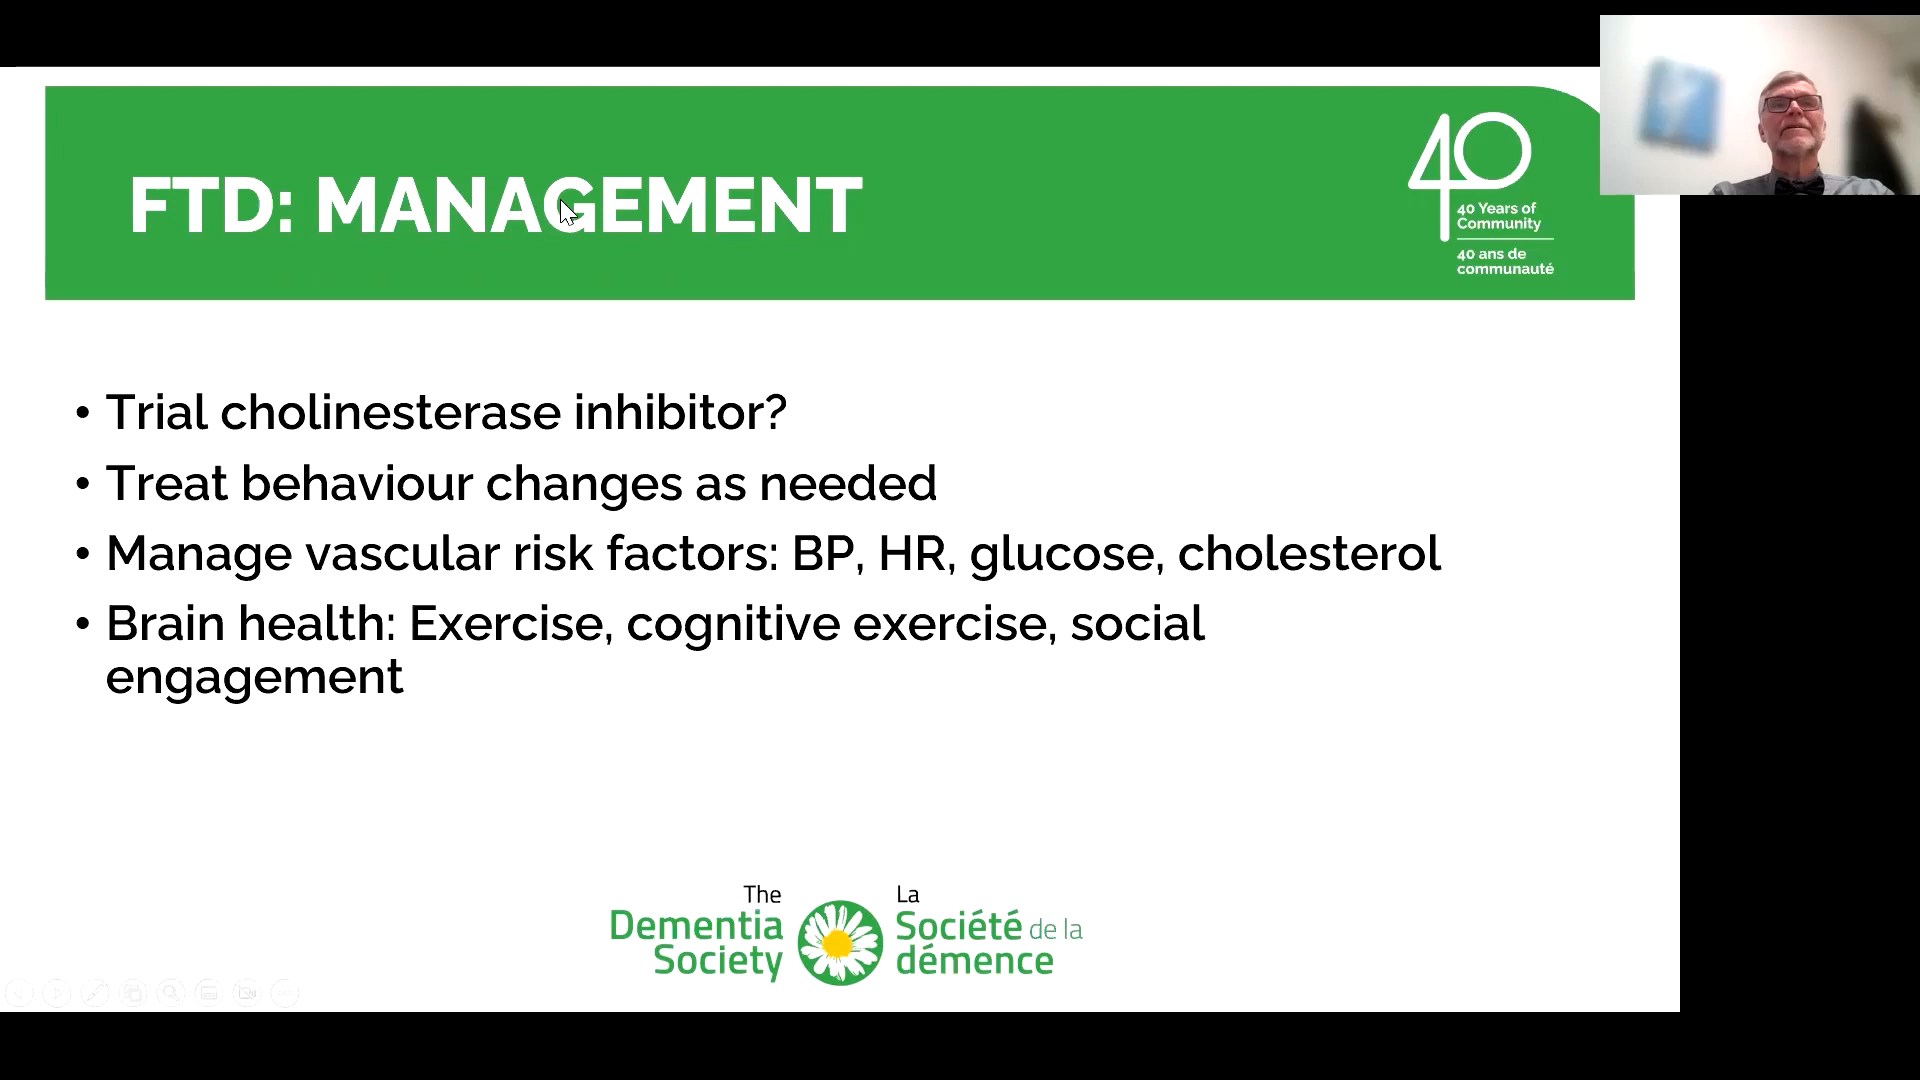 FTD: MANAGEMENT
40
40 Years of
Community
40 ans de
communauté
• Trial cholinesterase inhibitor?
• Treat behaviour changes as needed
• Manage vascular risk factors: BP, HR, glucose, cholesterol
• Brain health: Exercise, cognitive exercise, social
engagement
The
Dementia
Society
La
Société de la
démence